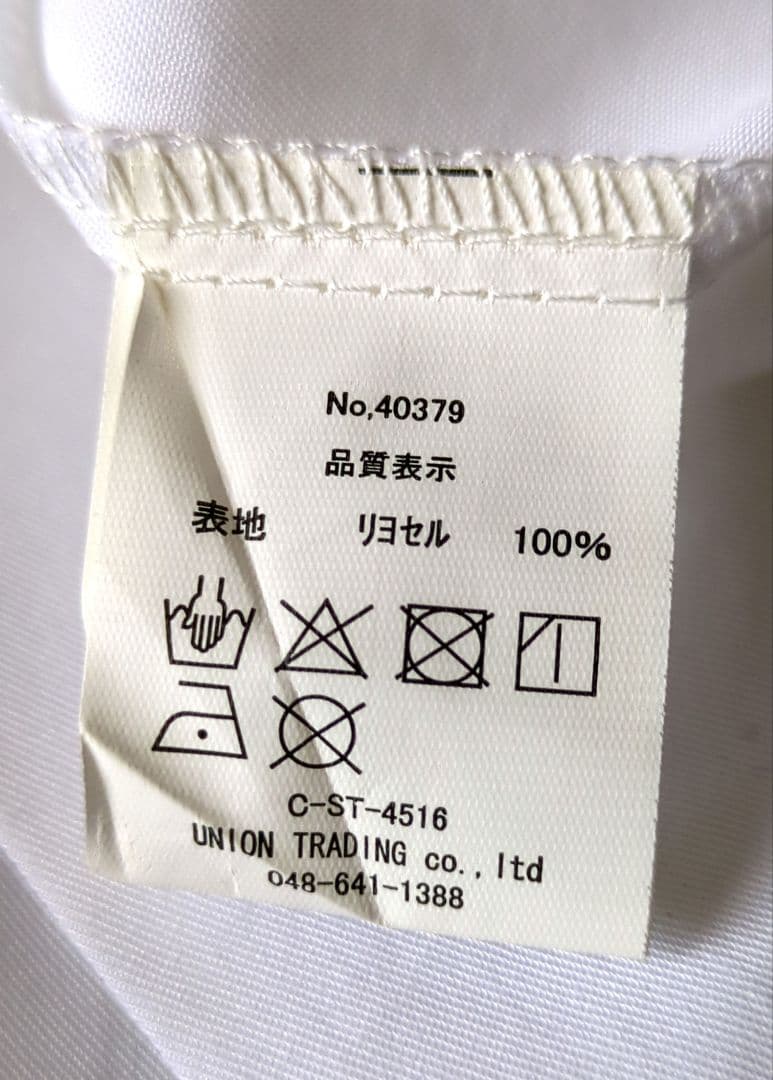 No,40379
品質表示
表地 リヨセル 100%
C-ST-4516
UNION TRADING co., ltd
048-641-1388